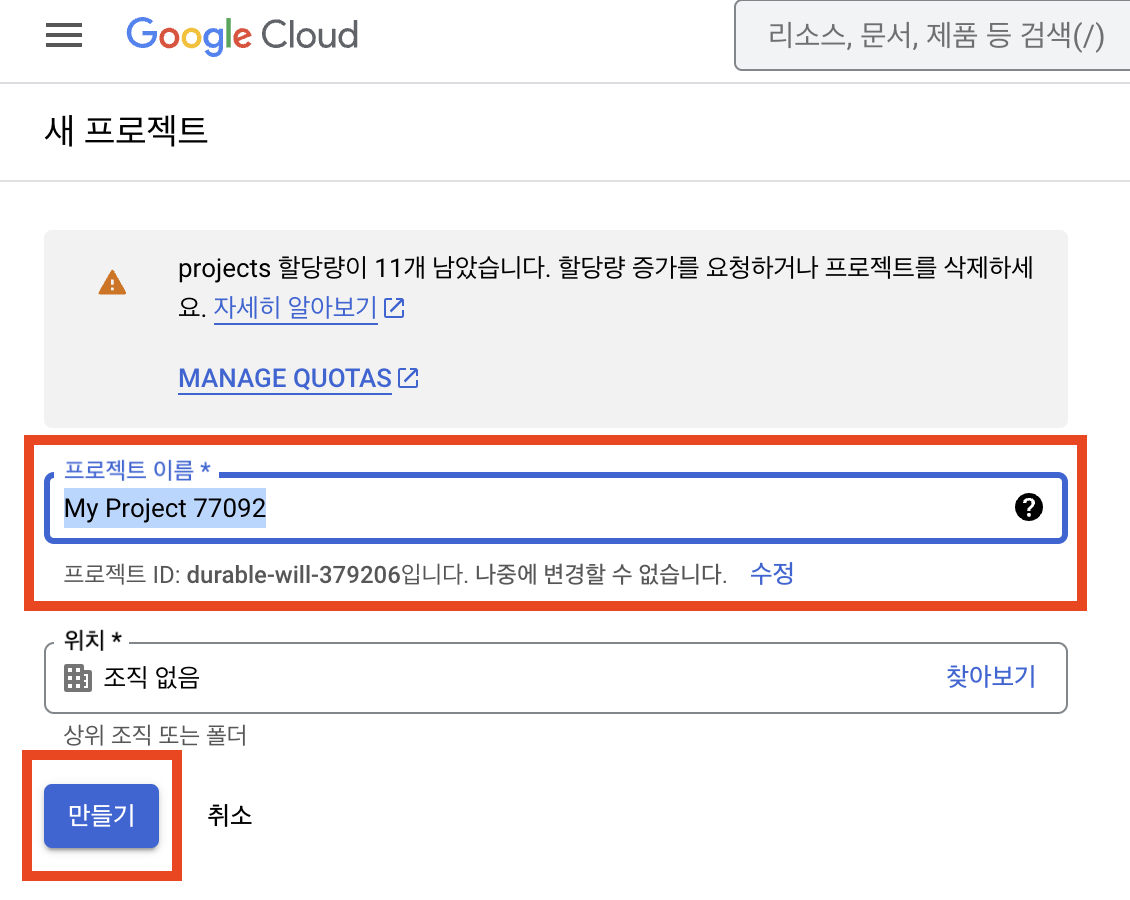 Google Cloud
리소스, 문서, 제품 등 검색(/)
새 프로젝트
projects 할당량이 11개 남았습니다. 할당량 증가를 요청하거나 프로젝트를 삭제하세
요. 자세히 알아보기
MANAGE QUOTAS
프로젝트 이름 *
My Project 77092
프로젝트 ID: durable-will-379206입니다. 나중에 변경할 수 없습니다. 수정
위치 *
조직 없음 찾아보기
상위 조직 또는 폴더
만들기 취소